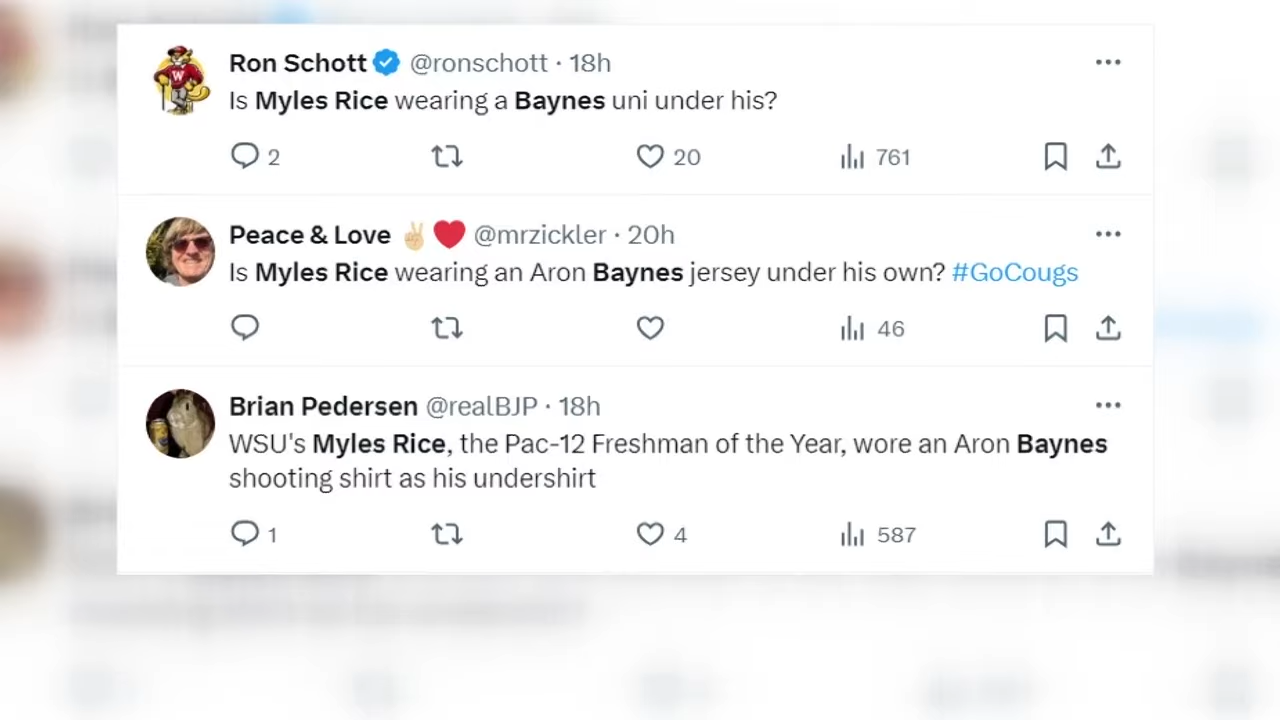 Ron Schott @ronschott · 18h
Is Myles Rice wearing a Baynes uni under his?
2 20 761
Peace & Love ✌🏼❤️ @mrzickler · 20h
Is Myles Rice wearing an Aron Baynes jersey under his own? #GoCougs
46
Brian Pedersen @realBJP · 18h
WSU's Myles Rice, the Pac-12 Freshman of the Year, wore an Aron Baynes
shooting shirt as his undershirt
1 4 587